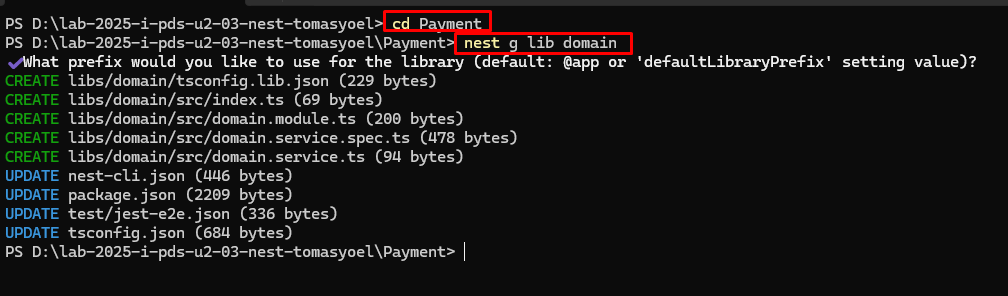 PS D:\lab-2025-i-pds-u2-03-nest-tomasyoel> cd Payment
PS D:\lab-2025-i-pds-u2-03-nest-tomasyoel\Payment> nest g lib domain
✔What prefix would you like to use for the library (default: @app or 'defaultLibraryPrefix' setting value)?
CREATE libs/domain/tsconfig.lib.json (229 bytes)
CREATE libs/domain/src/index.ts (69 bytes)
CREATE libs/domain/src/domain.module.ts (200 bytes)
CREATE libs/domain/src/domain.service.spec.ts (478 bytes)
CREATE libs/domain/src/domain.service.ts (94 bytes)
UPDATE nest-cli.json (446 bytes)
UPDATE package.json (2209 bytes)
UPDATE test/jest-e2e.json (336 bytes)
UPDATE tsconfig.json (684 bytes)
PS D:\lab-2025-i-pds-u2-03-nest-tomasyoel\Payment>